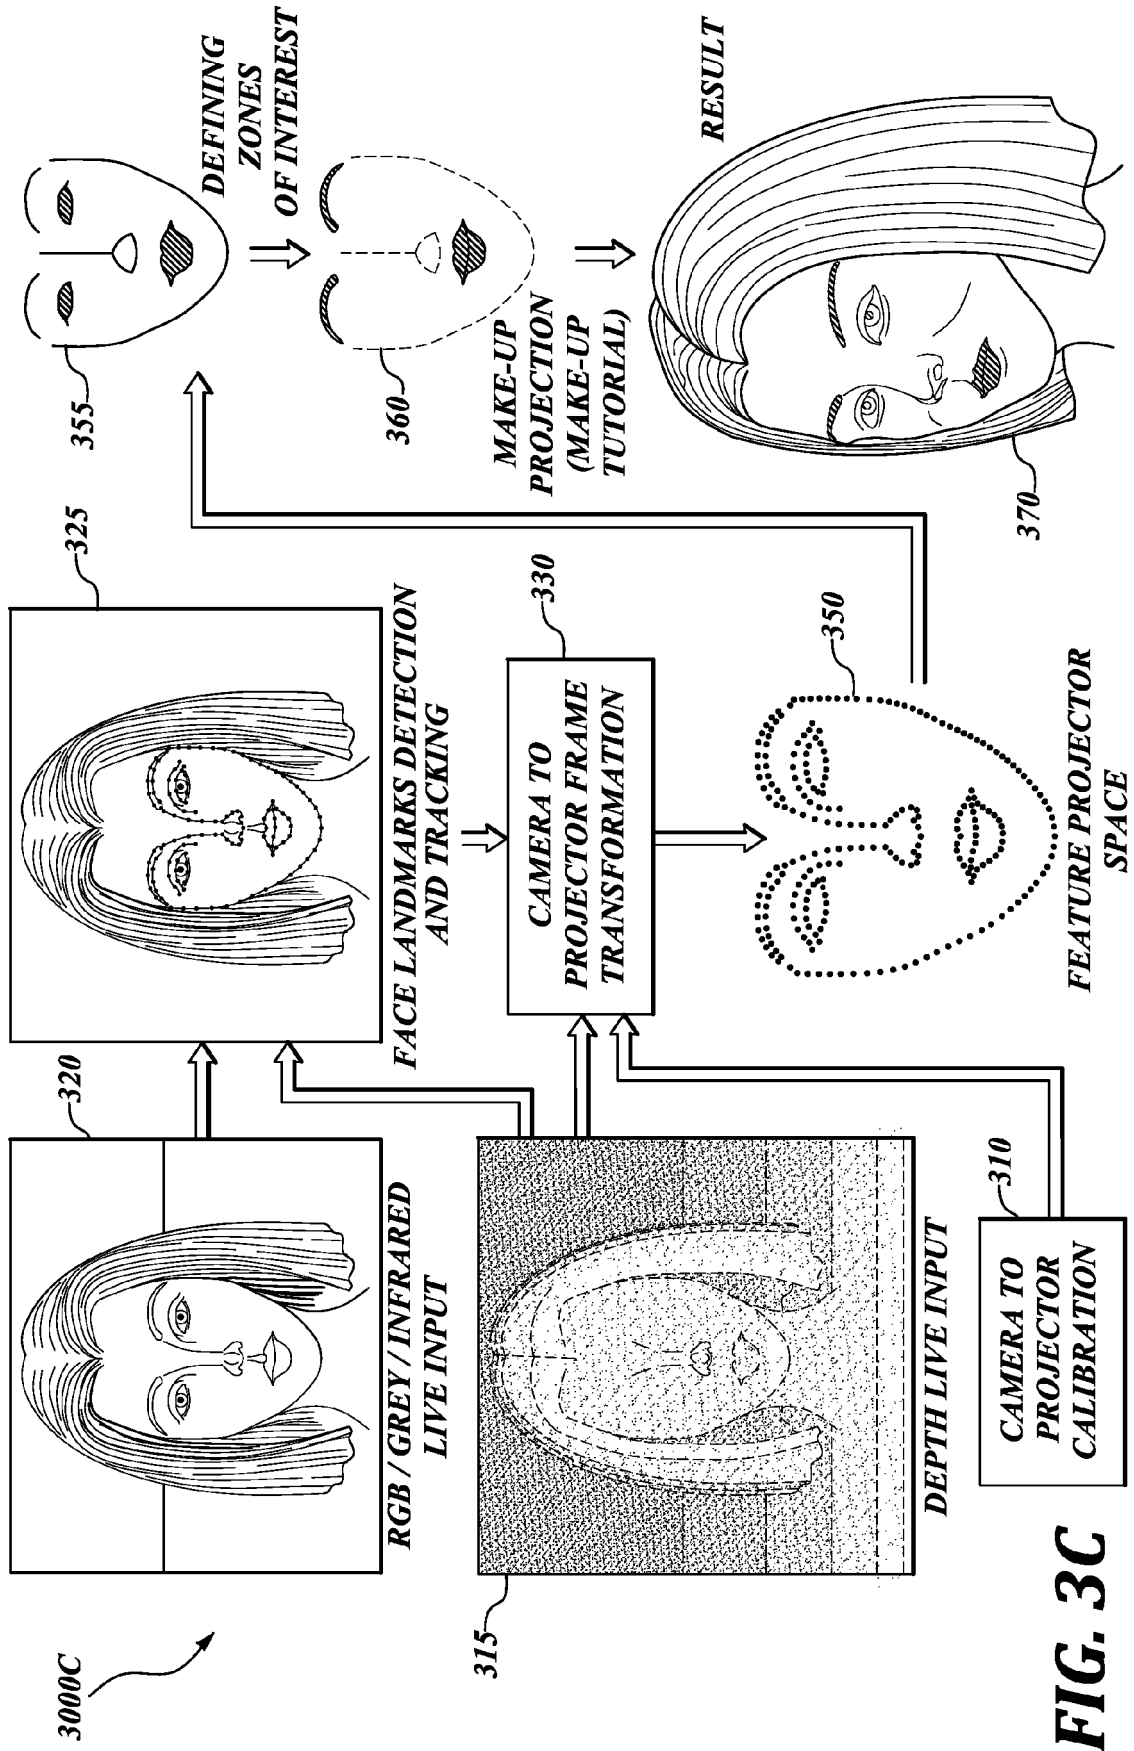 3000C
320
RGB / GREY / INFRARED
LIVE INPUT
315
DEPTH LIVE INPUT
310
CAMERA TO
PROJECTOR
CALIBRATION
325
FACE LANDMARKS DETECTION
AND TRACKING
330
CAMERA TO
PROJECTOR FRAME
TRANSFORMATION
350
FEATURE PROJECTOR
SPACE
355
DEFINING
ZONES
OF INTEREST
360
MAKE-UP
PROJECTION
(MAKE-UP
TUTORIAL)
RESULT
370
FIG. 3C